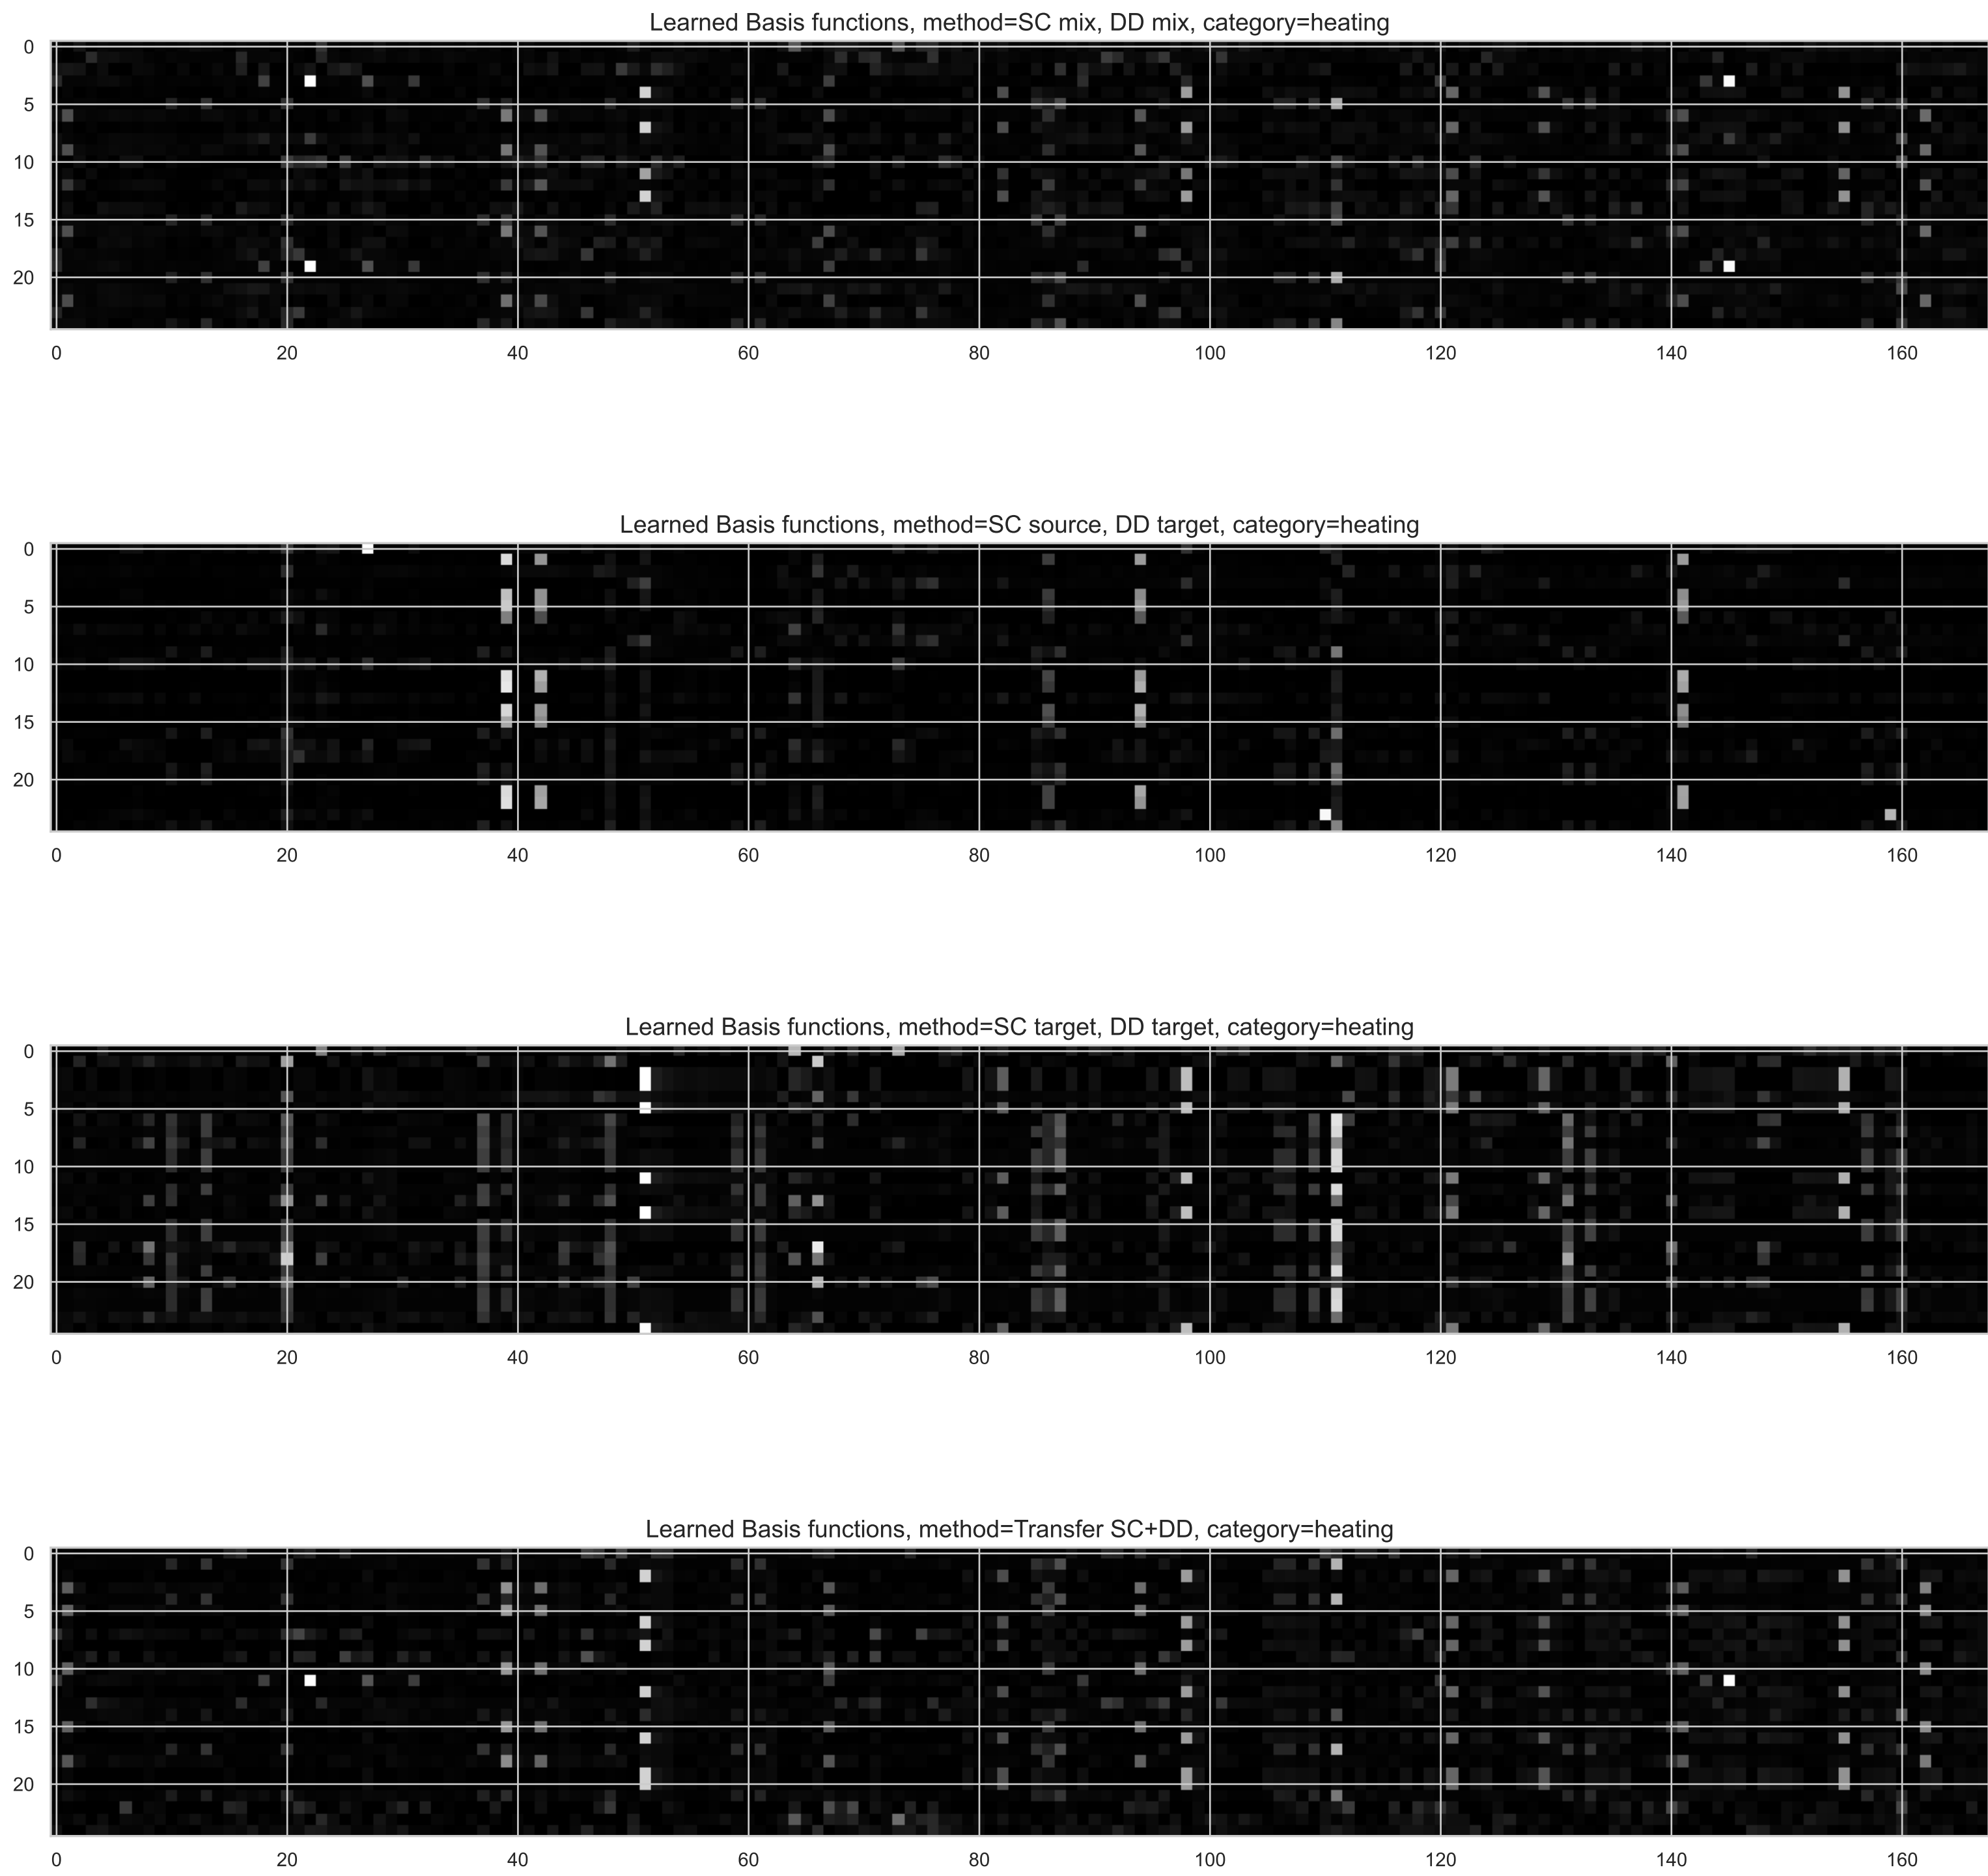 Learned Basis functions, method=SC mix, DD mix, category=heating
0
5
10
15
20
0 20 40 60 80 100 120 140 160
Learned Basis functions, method=SC source, DD target, category=heating
0
5
10
15
20
0 20 40 60 80 100 120 140 160
Learned Basis functions, method=SC target, DD target, category=heating
0
5
10
15
20
0 20 40 60 80 100 120 140 160
Learned Basis functions, method=Transfer SC+DD, category=heating
0
5
10
15
20
0 20 40 60 80 100 120 140 160